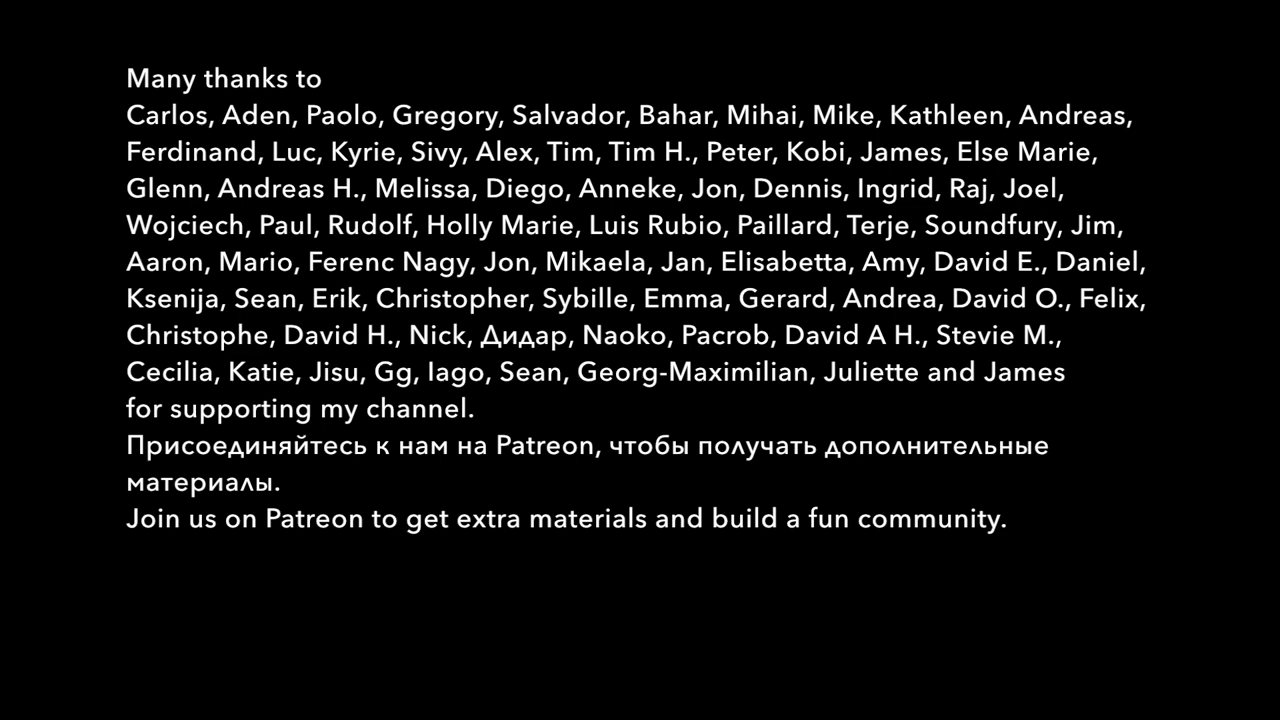 Many thanks to
Carlos, Aden, Paolo, Gregory, Salvador, Bahar, Mihai, Mike, Kathleen, Andreas,
Ferdinand, Luc, Kyrie, Sivy, Alex, Tim, Tim H., Peter, Kobi, James, Else Marie,
Glenn, Andreas H., Melissa, Diego, Anneke, Jon, Dennis, Ingrid, Raj, Joel,
Wojciech, Paul, Rudolf, Holly Marie, Luis Rubio, Paillard, Terje, Soundfury, Jim,
Aaron, Mario, Ferenc Nagy, Jon, Mikaela, Jan, Elisabetta, Amy, David E., Daniel,
Ksenija, Sean, Erik, Christopher, Sybille, Emma, Gerard, Andrea, David O., Felix,
Christophe, David H., Nick, Дидар, Naoko, Pacrob, David A H., Stevie M.,
Cecilia, Katie, Jisu, Gg, Iago, Sean, Georg-Maximilian, Juliette and James
for supporting my channel.
Присоединяйтесь к нам на Patreon, чтобы получать дополнительные
материалы.
Join us on Patreon to get extra materials and build a fun community.